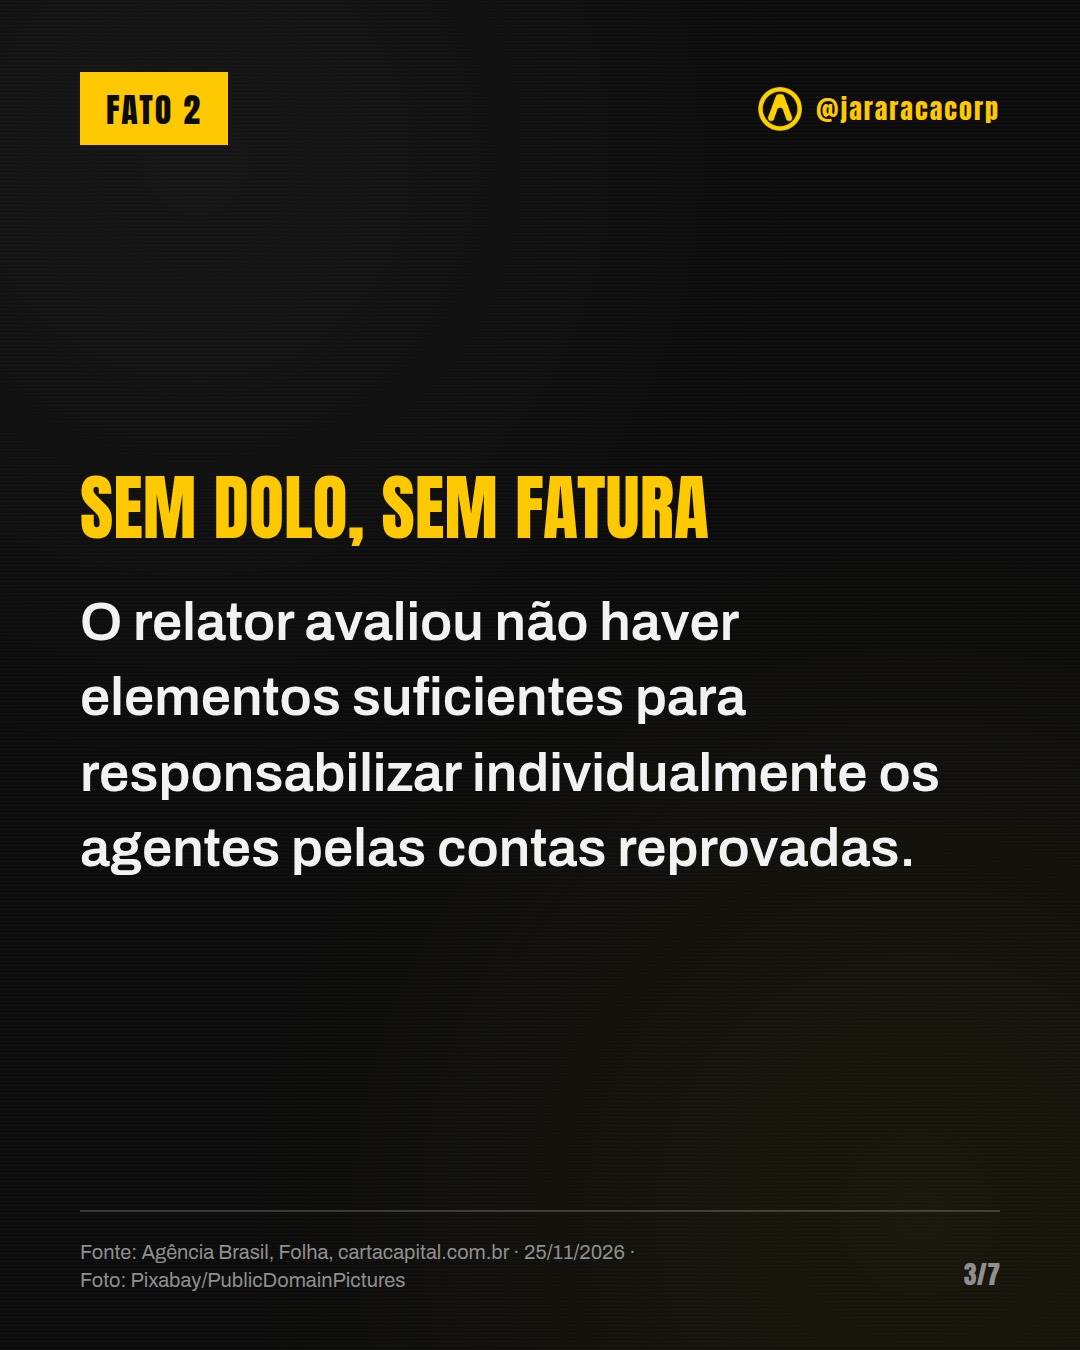 FATO 2
@jararacacorp
SEM DOLO, SEM FATURA
O relator avaliou não haver
elementos suficientes para
responsabilizar individualmente os
agentes pelas contas reprovadas.
Fonte: Agência Brasil, Folha, cartacapital.com.br · 25/11/2026 ·
Foto: Pixabay/PublicDomainPictures
3/7